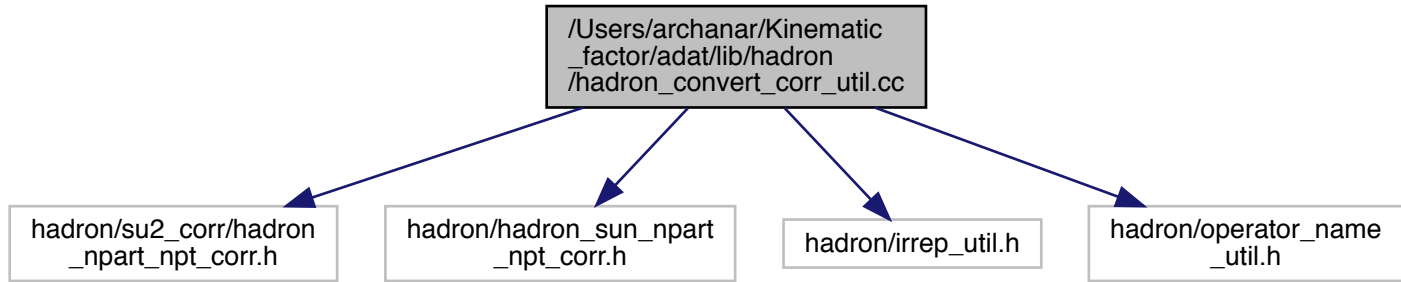 /Users/archanar/Kinematic
_factor/adat/lib/hadron
/hadron_convert_corr_util.cc
hadron/su2_corr/hadron
_npart_npt_corr.h
hadron/hadron_sun_npart
_npt_corr.h
hadron/irrep_util.h
hadron/operator_name
_util.h